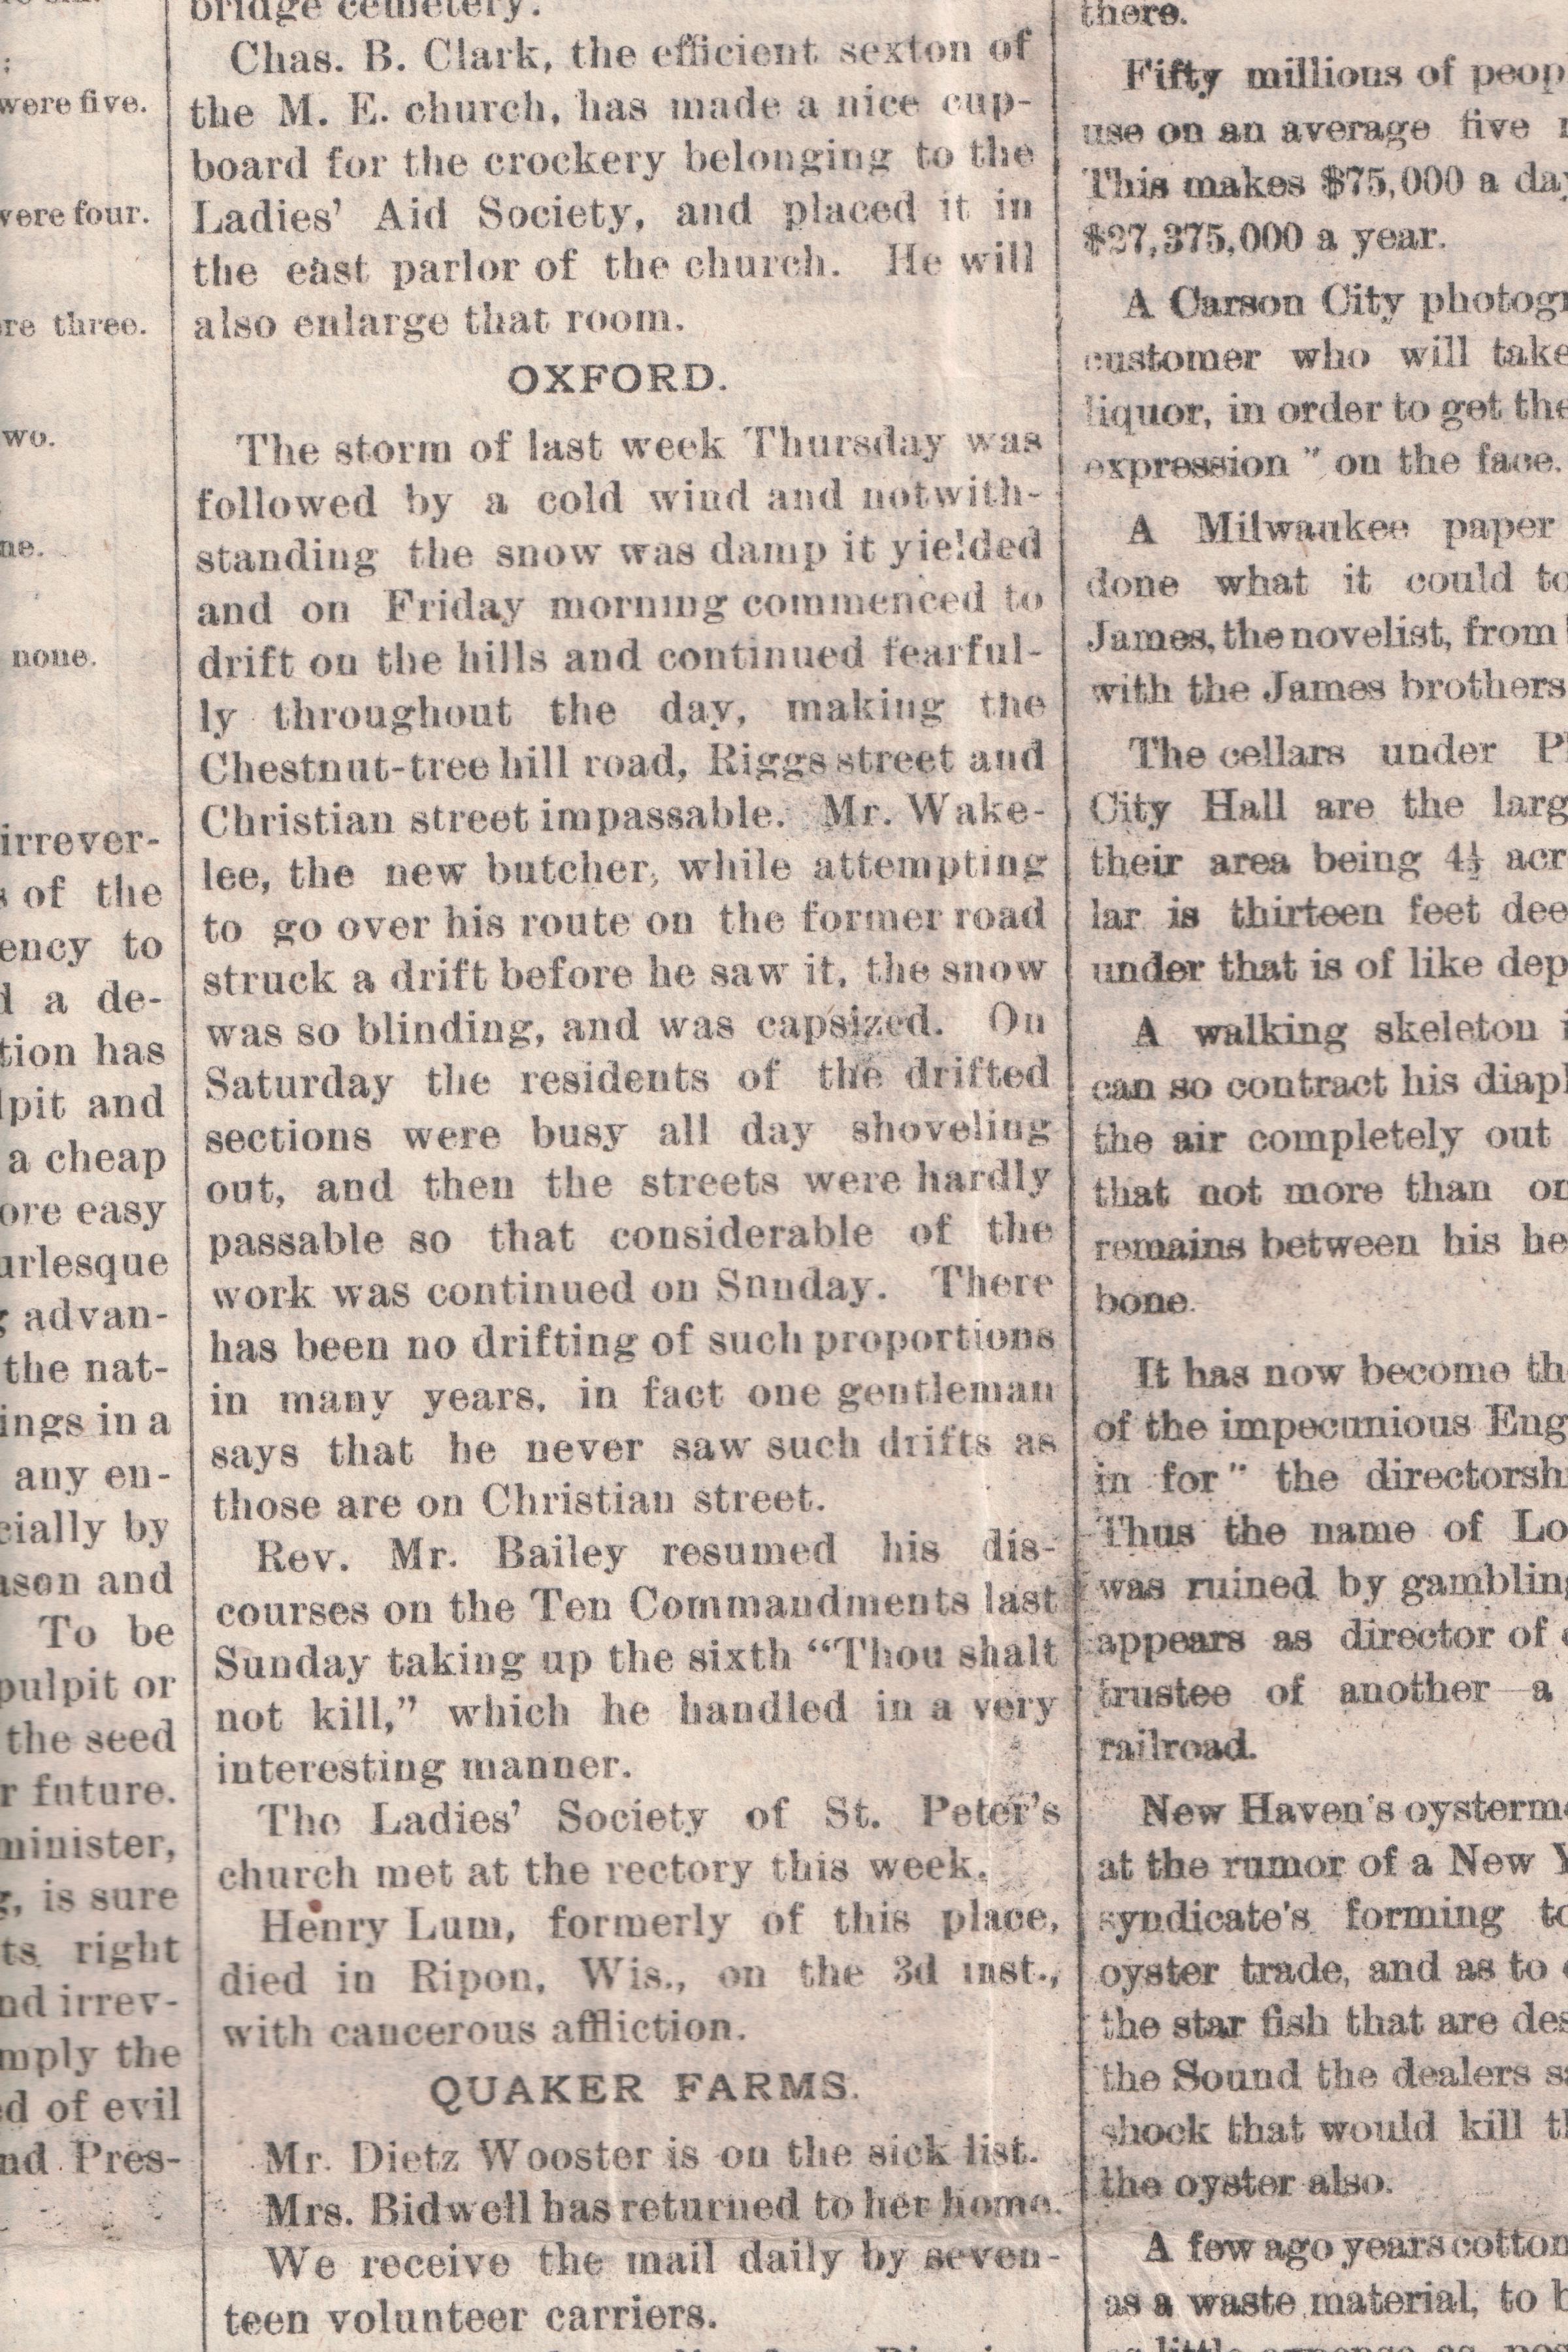 were five.
were four.
re three.
wo.
ne.
none.
irrever-
of the
ency to
a de-
tion has
lpit and
a cheap
ore easy
urlesque
advan-
the nat-
ings in a
any en-
cially by
ason and
To be
pulpit or
the seed
r future.
minister,
, is sure
ts right
nd irrev-
mply the
ed of evil
nd Pres-
bridge cemetery.
Chas. B. Clark, the efficient sexton of
the M. E. church, has made a nice cup-
board for the crockery belonging to the
Ladies' Aid Society, and placed it in
the east parlor of the church. He will
also enlarge that room.
OXFORD.
The storm of last week Thursday was
followed by a cold wind and notwith-
standing the snow was damp it yielded
and on Friday morning commenced to
drift on the hills and continued fearful-
ly throughout the day, making the
Chestnut-tree hill road, Riggs street and
Christian street impassable. Mr. Wake-
lee, the new butcher, while attempting
to go over his route on the former road
struck a drift before he saw it, the snow
was so blinding, and was capsized. On
Saturday the residents of the drifted
sections were busy all day shoveling
out, and then the streets were hardly
passable so that considerable of the
work was continued on Snnday. There
has been no drifting of such proportions
in many years, in fact one gentleman
says that he never saw such drifts as
those are on Christian street.
Rev. Mr. Bailey resumed his dis-
courses on the Ten Commandments last
Sunday taking up the sixth "Thou shalt
not kill," which he handled in a very
interesting manner.
The Ladies' Society of St. Peter's
church met at the rectory this week.
Henry Lum, formerly of this place,
died in Ripon, Wis., on the 3d inst.,
with cancerous affliction.
QUAKER FARMS.
Mr. Dietz Wooster is on the sick list.
Mrs. Bidwell has returned to her home.
We receive the mail daily by seven-
teen volunteer carriers.
there.
Fifty millions of peop
use on an average five
This makes $75,000 a day
$27,375,000 a year.
A Carson City photogr
customer who will take
liquor, in order to get the
expression " on the face.
A Milwaukee paper
done what it could to
James, the novelist, from
with the James brothers
The cellars under P
City Hall are the larg
their area being 4½ acr
lar is thirteen feet dee
under that is of like dep
A walking skeleton i
can so contract his diaph
the air completely out
that not more than on
remains between his he
bone.
It has now become th
of the impecunious Eng
in for" the directorsh
Thus the name of Lo
was ruined by gambling
appears as director of
trustee of another—a
railroad.
New Haven's oysterme
at the rumor of a New Y
syndicate's forming to
oyster trade, and as to
the star fish that are des
the Sound the dealers s
shock that would kill th
the oyster also.
A few ago years cotton
as a waste material, to b